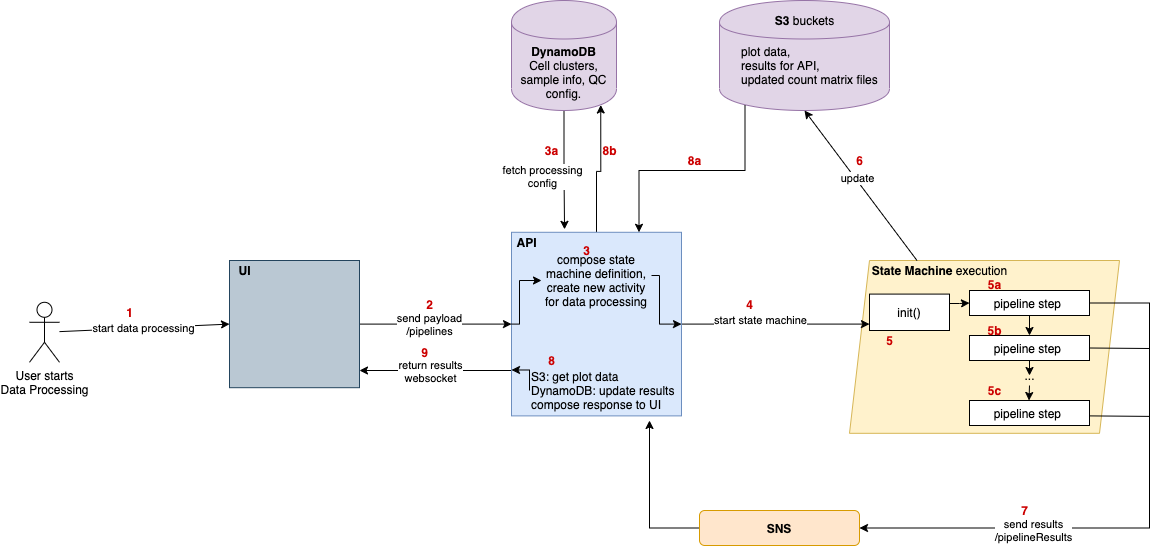 S3 buckets
plot data,
results for API,
updated count matrix files
DynamoDB
Cell clusters,
sample info, QC
config.
3a
8b
8a
6
fetch processing
config
update
API
3
compose state
machine definition,
create new activity
for data processing
UI
State Machine execution
5a
pipeline step
init()
5
5b
pipeline step
...
5c
pipeline step
1
start data processing
2
send payload
/pipelines
4
start state machine
9
return results
websocket
8
S3: get plot data
DynamoDB: update results
compose response to UI
User starts
Data Processing
7
send results
/pipelineResults
SNS